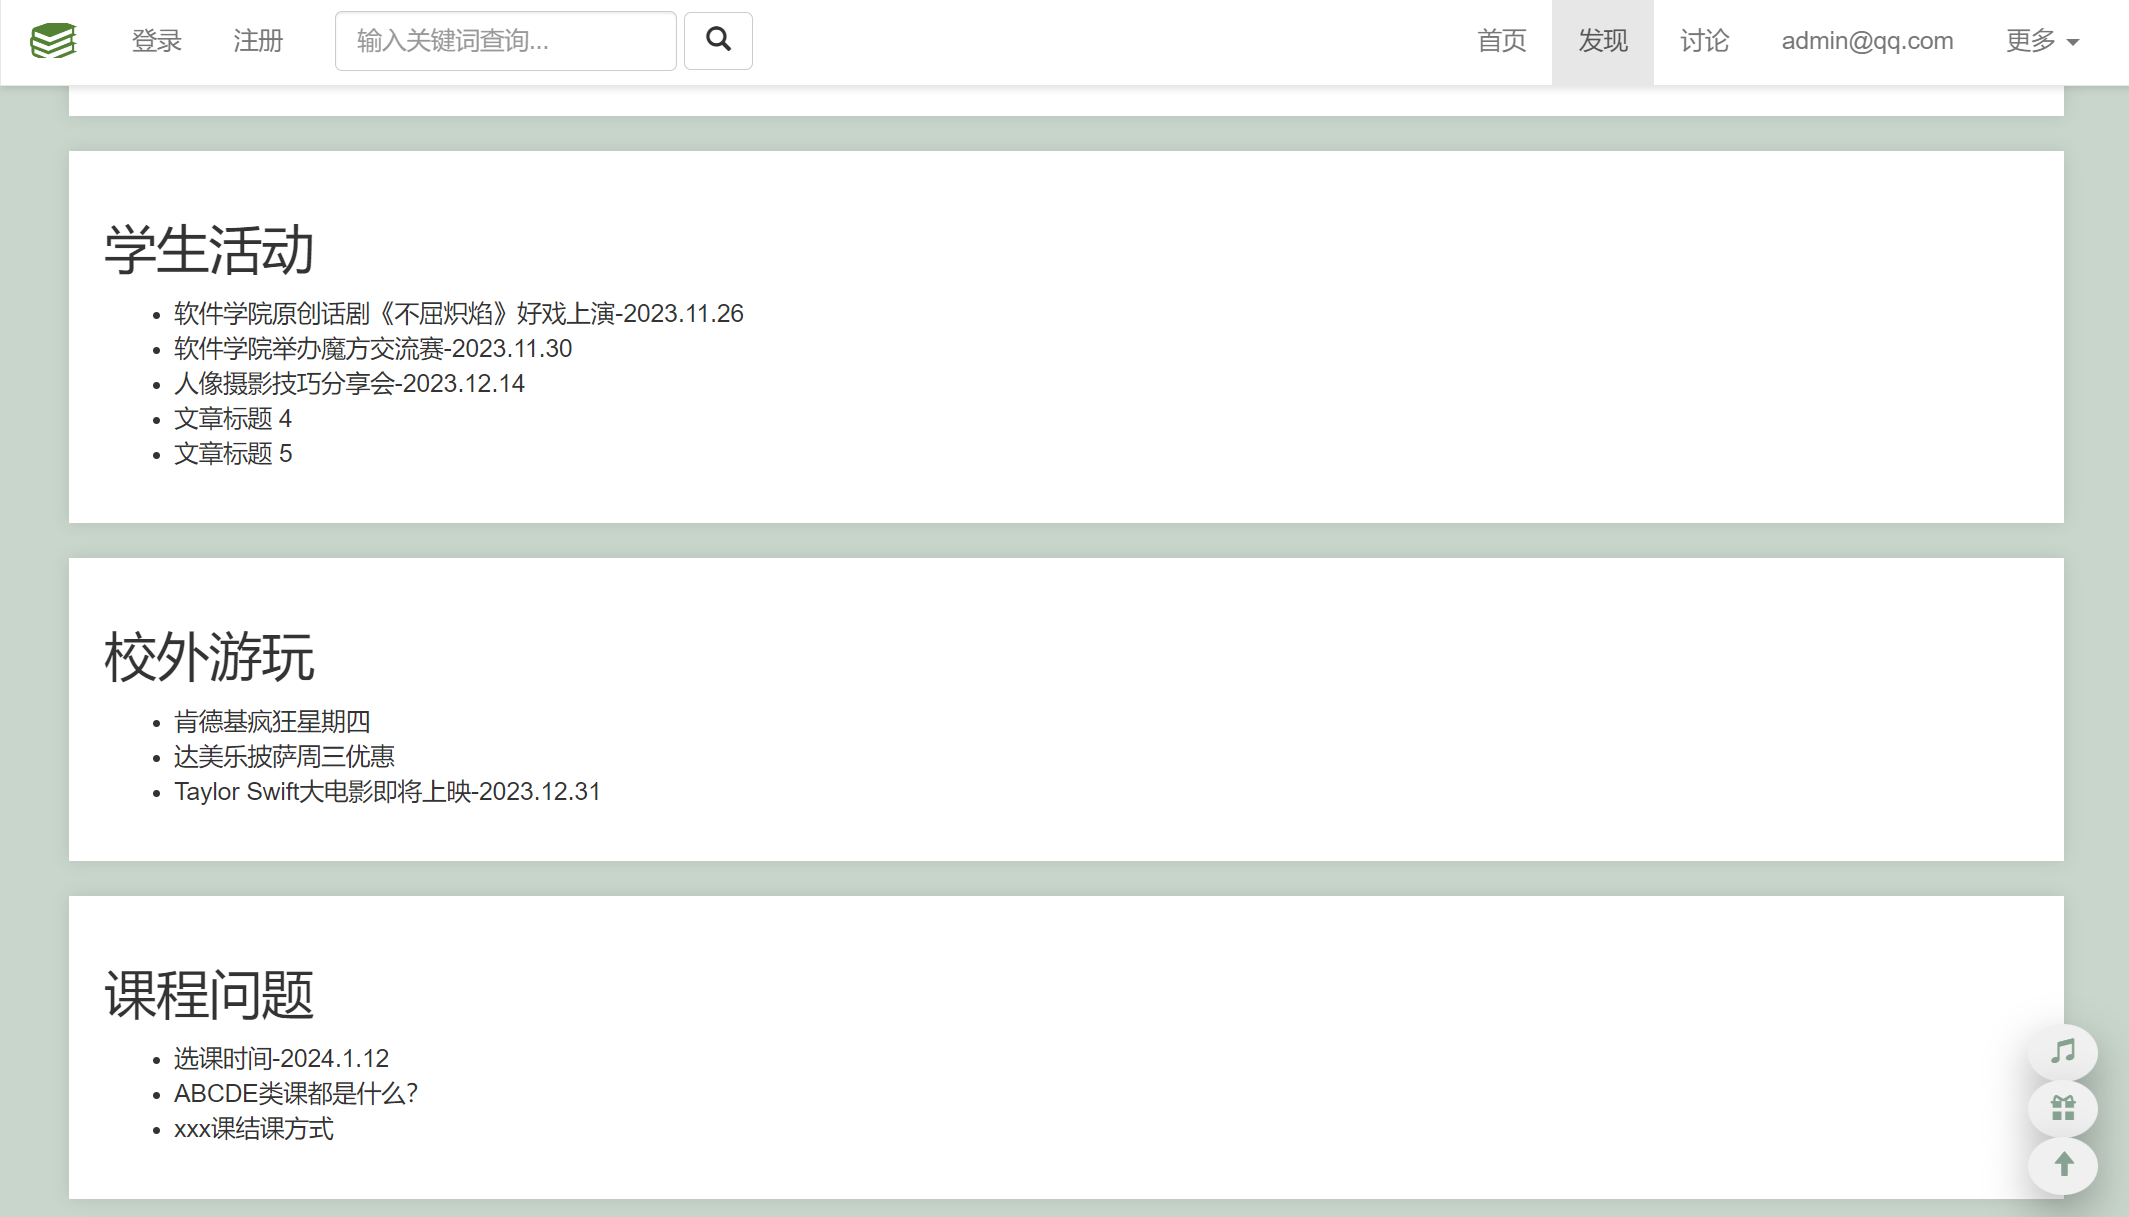 登录 注册 输入关键词查询... 首页 发现 讨论 admin@qq.com 更多
学生活动
软件学院原创话剧《不屈炽焰》好戏上演-2023.11.26
软件学院举办魔方交流赛-2023.11.30
人像摄影技巧分享会-2023.12.14
文章标题 4
文章标题 5
校外游玩
肯德基疯狂星期四
达美乐披萨周三优惠
Taylor Swift大电影即将上映-2023.12.31
课程问题
选课时间-2024.1.12
ABCDE类课都是什么？
xxx课结课方式